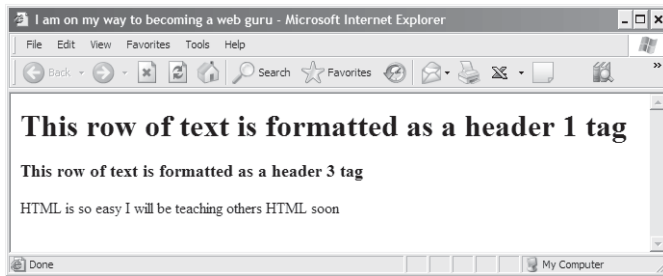 I am on my way to becoming a web guru - Microsoft Internet Explorer
File Edit View Favorites Tools Help
Back Search Favorites
This row of text is formatted as a header 1 tag
This row of text is formatted as a header 3 tag
HTML is so easy I will be teaching others HTML soon
Done My Computer